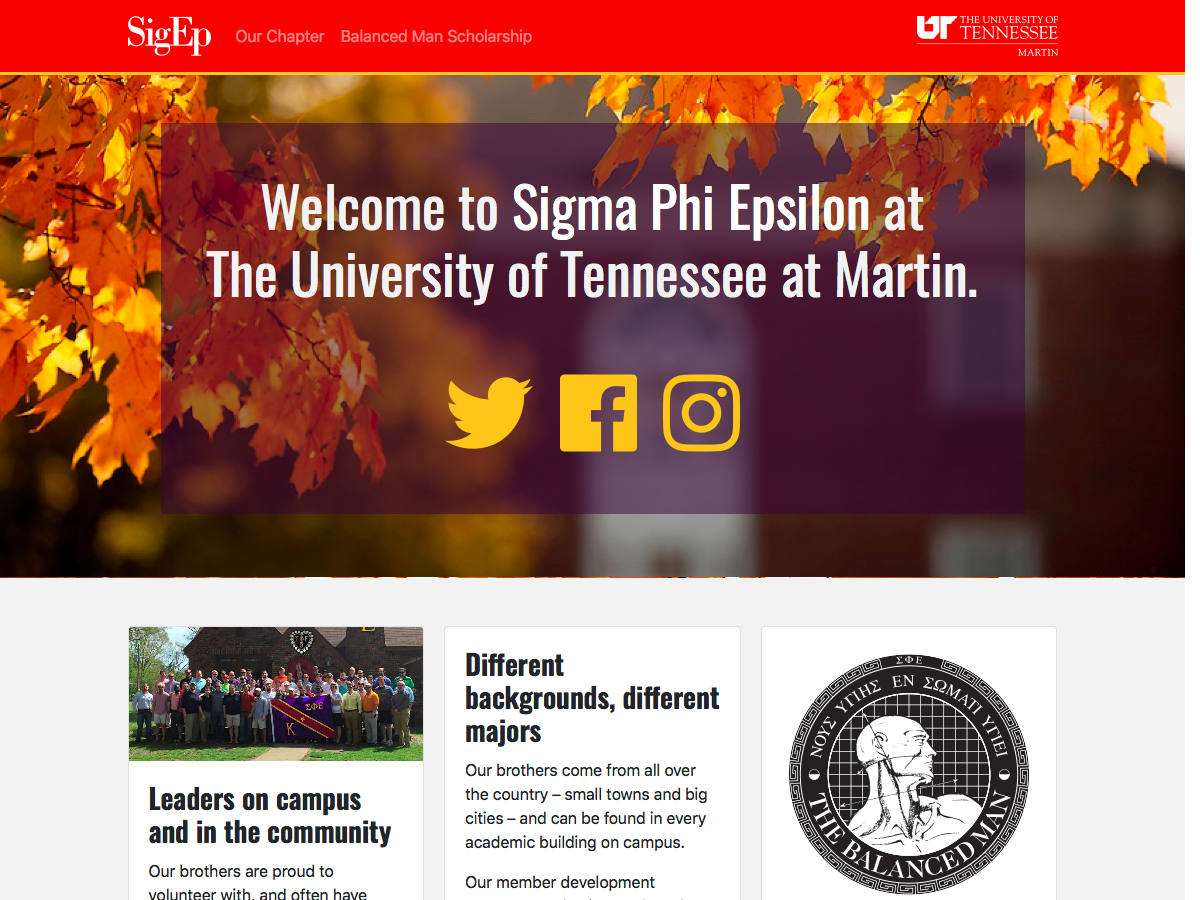 SigEp
Our Chapter
Balanced Man Scholarship
UT
THE UNIVERSITY OF
TENNESSEE
MARTIN
Welcome to Sigma Phi Epsilon at
The University of Tennessee at Martin.
ΣΦΕ
Κ
Leaders on campus
and in the community
Our brothers are proud to
volunteer with, and often have
Different
backgrounds, different
majors
Our brothers come from all over
the country – small towns and big
cities – and can be found in every
academic building on campus.
Our member development
ΣΦΕ
ΝΟΥΣ ΥΓΙΗΣ ΕΝ ΣΩΜΑΤΙ ΥΓΙΕΙ
THE BALANCED MAN